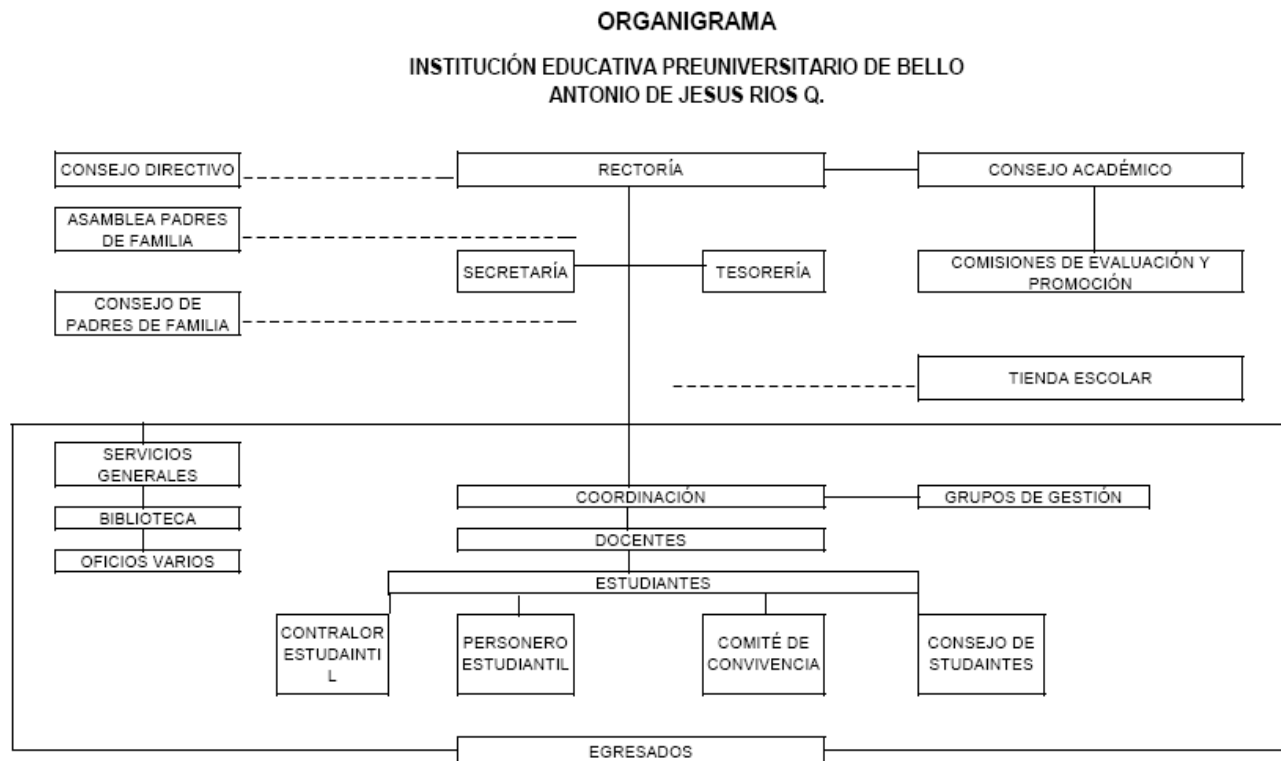 ORGANIGRAMA
INSTITUCIÓN EDUCATIVA PREUNIVERSITARIO DE BELLO
ANTONIO DE JESUS RIOS Q.
CONSEJO DIRECTIVO
RECTORÍA
CONSEJO ACADÉMICO
ASAMBLEA PADRES
DE FAMILIA
SECRETARÍA
TESORERÍA
COMISIONES DE EVALUACIÓN Y
PROMOCIÓN
CONSEJO DE
PADRES DE FAMILIA
TIENDA ESCOLAR
SERVICIOS
GENERALES
COORDINACIÓN
GRUPOS DE GESTIÓN
BIBLIOTECA
DOCENTES
OFICIOS VARIOS
ESTUDIANTES
CONTRALOR
ESTUDAINTI
L
PERSONERO
ESTUDIANTIL
COMITÉ DE
CONVIVENCIA
CONSEJO DE
STUDAINTES
EGRESADOS